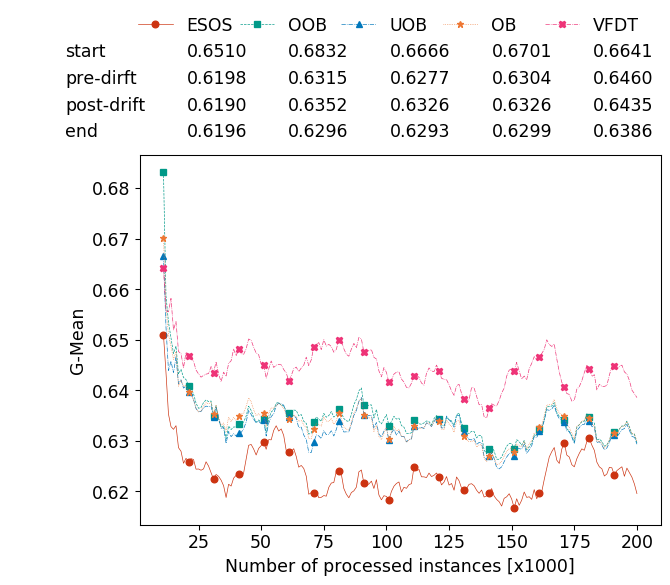 ESOS OOB UOB OB VFDT
start 0.6510 0.6832 0.6666 0.6701 0.6641
pre-dirft 0.6198 0.6315 0.6277 0.6304 0.6460
post-drift 0.6190 0.6352 0.6326 0.6326 0.6435
end 0.6196 0.6296 0.6293 0.6299 0.6386
0.68
0.67
0.66
0.65
0.64
0.63
0.62
G-Mean
25 50 75 100 125 150 175 200
Number of processed instances [x1000]